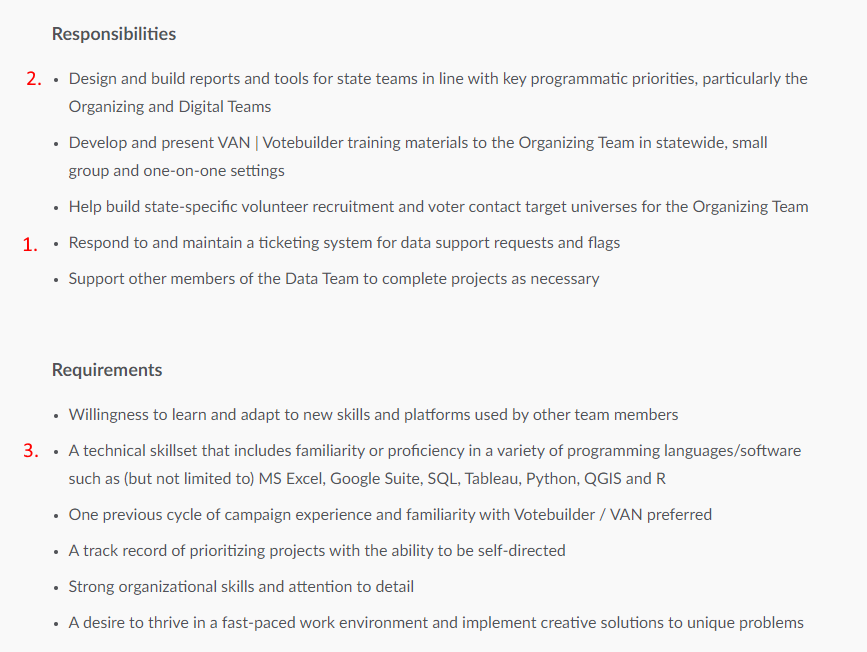 Responsibilities
2. • Design and build reports and tools for state teams in line with key programmatic priorities, particularly the
Organizing and Digital Teams
• Develop and present VAN | Votebuilder training materials to the Organizing Team in statewide, small
group and one-on-one settings
• Help build state-specific volunteer recruitment and voter contact target universes for the Organizing Team
1. • Respond to and maintain a ticketing system for data support requests and flags
• Support other members of the Data Team to complete projects as necessary
Requirements
• Willingness to learn and adapt to new skills and platforms used by other team members
3. • A technical skillset that includes familiarity or proficiency in a variety of programming languages/software
such as (but not limited to) MS Excel, Google Suite, SQL, Tableau, Python, QGIS and R
• One previous cycle of campaign experience and familiarity with Votebuilder / VAN preferred
• A track record of prioritizing projects with the ability to be self-directed
• Strong organizational skills and attention to detail
• A desire to thrive in a fast-paced work environment and implement creative solutions to unique problems